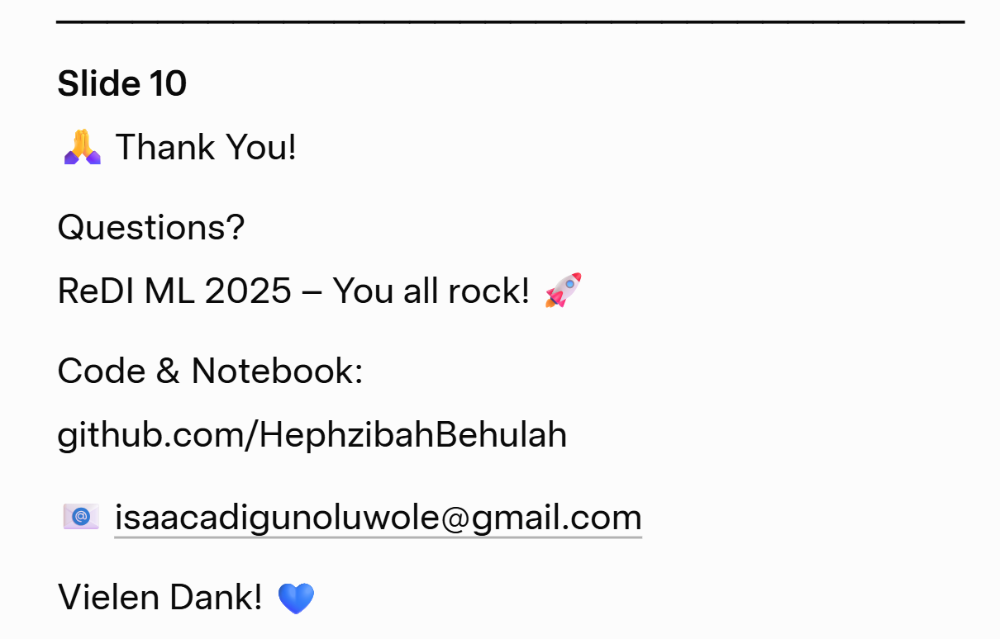 Slide 10
🙏 Thank You!
Questions?
ReDI ML 2025 – You all rock! 🚀
Code & Notebook:
github.com/HephzibahBehulah
📧 isaacadigunoluwole@gmail.com
Vielen Dank! 💙